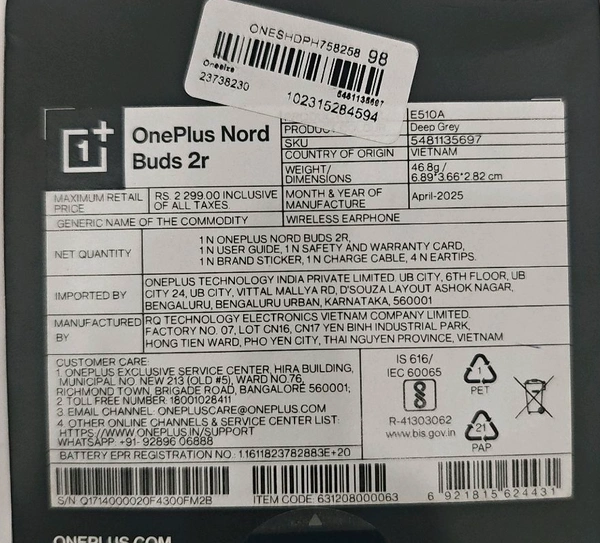 ONESHDPH758258 98
Onesize
23738230
5481135697
102315284594
1+
OnePlus Nord
Buds 2r
E510A
Deep Grey
SKU 5481135697
COUNTRY OF ORIGIN VIETNAM
WEIGHT/ 46.8g/
DIMENSIONS 6.89*3.66*2.82 cm
MAXIMUM RETAIL RS. 2 299.00 INCLUSIVE MONTH & YEAR OF April-2025
PRICE OF ALL TAXES MANUFACTURE
GENERIC NAME OF THE COMMODITY WIRELESS EARPHONE
NET QUANTITY
1 N ONEPLUS NORD BUDS 2R,
1 N USER GUIDE, 1 N SAFETY AND WARRANTY CARD,
1 N BRAND STICKER, 1 N CHARGE CABLE, 4 N EARTIPS.
IMPORTED BY
ONEPLUS TECHNOLOGY INDIA PRIVATE LIMITED. UB CITY, 6TH FLOOR, UB
CITY 24, UB CITY, VITTAL MALLYA RD, D'SOUZA LAYOUT ASHOK NAGAR,
BENGALURU, BENGALURU URBAN, KARNATAKA, 560001
MANUFACTURED BY
RQ TECHNOLOGY ELECTRONICS VIETNAM COMPANY LIMITED.
FACTORY NO. 07, LOT CN16, CN17 YEN BINH INDUSTRIAL PARK,
HONG TIEN WARD, PHO YEN CITY, THAI NGUYEN PROVINCE, VIETNAM
CUSTOMER CARE:
1 ONEPLUS EXCLUSIVE SERVICE CENTER, HIRA BUILDING,
MUNICIPAL NO. NEW 213 (OLD #5), WARD NO.76,
RICHMOND TOWN, BRIGADE ROAD, BANGALORE 560001;
2 TOLL FREE NUMBER: 18001028411
3 EMAIL CHANNEL: ONEPLUSCARE@ONEPLUS.COM
4 OTHER ONLINE CHANNELS & SERVICE CENTER LIST:
HTTPS://WWW.ONEPLUS.IN/SUPPORT
WHATSAPP: +91- 92896 06888
BATTERY EPR REGISTRATION NO.: 1.1611823782883E+20
IS 616/
IEC 60065
R-41303062
www.bis.gov.in
1
PET
21
PAP
S/N Q1714000020F4300FM2B
ITEM CODE: 631208000063
6 921815 624431
ONEPLUS.COM